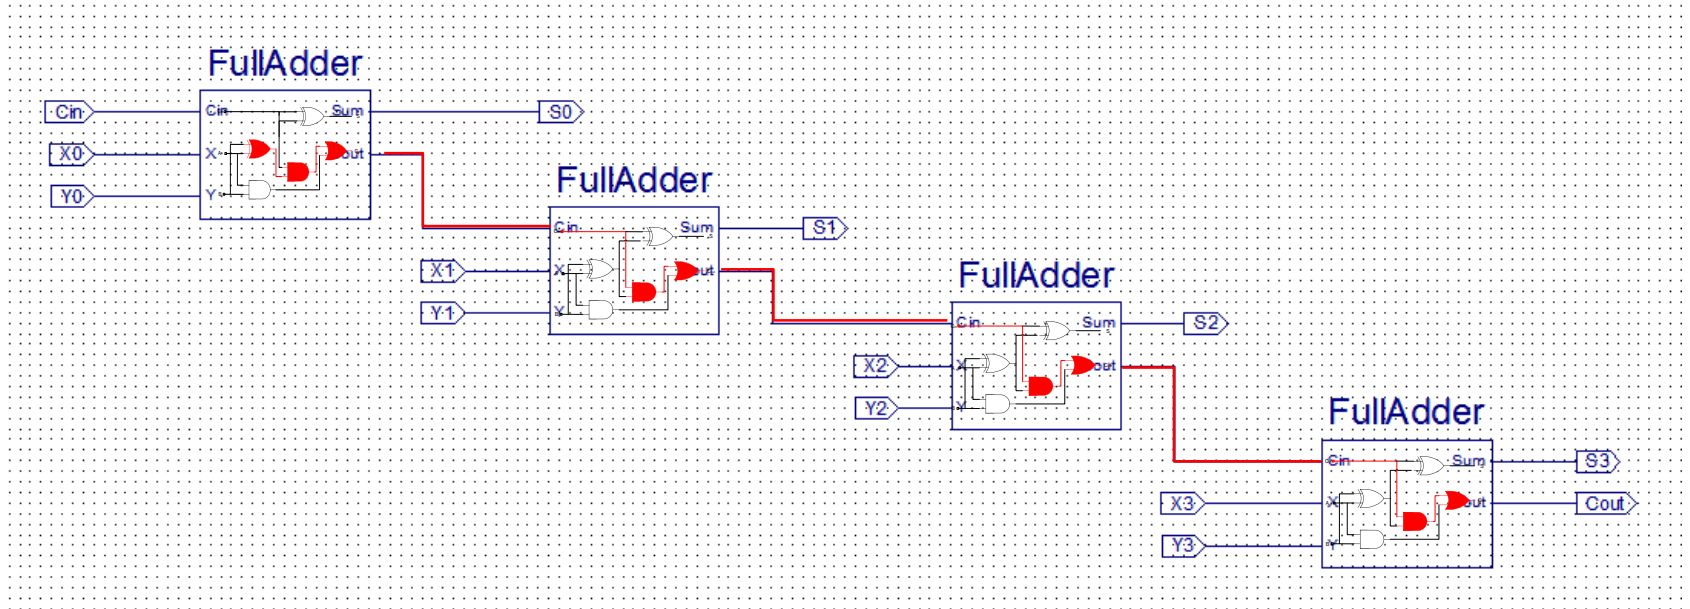 FullAdder
Cin
Cin
Sum
S0
X0
X
out
Y0
Y
FullAdder
Cin
Sum
S1
X1
X
out
Y1
Y
FullAdder
Cin
Sum
S2
X2
X
out
Y2
Y
FullAdder
Cin
Sum
S3
X3
X
out
Cout
Y3
Y